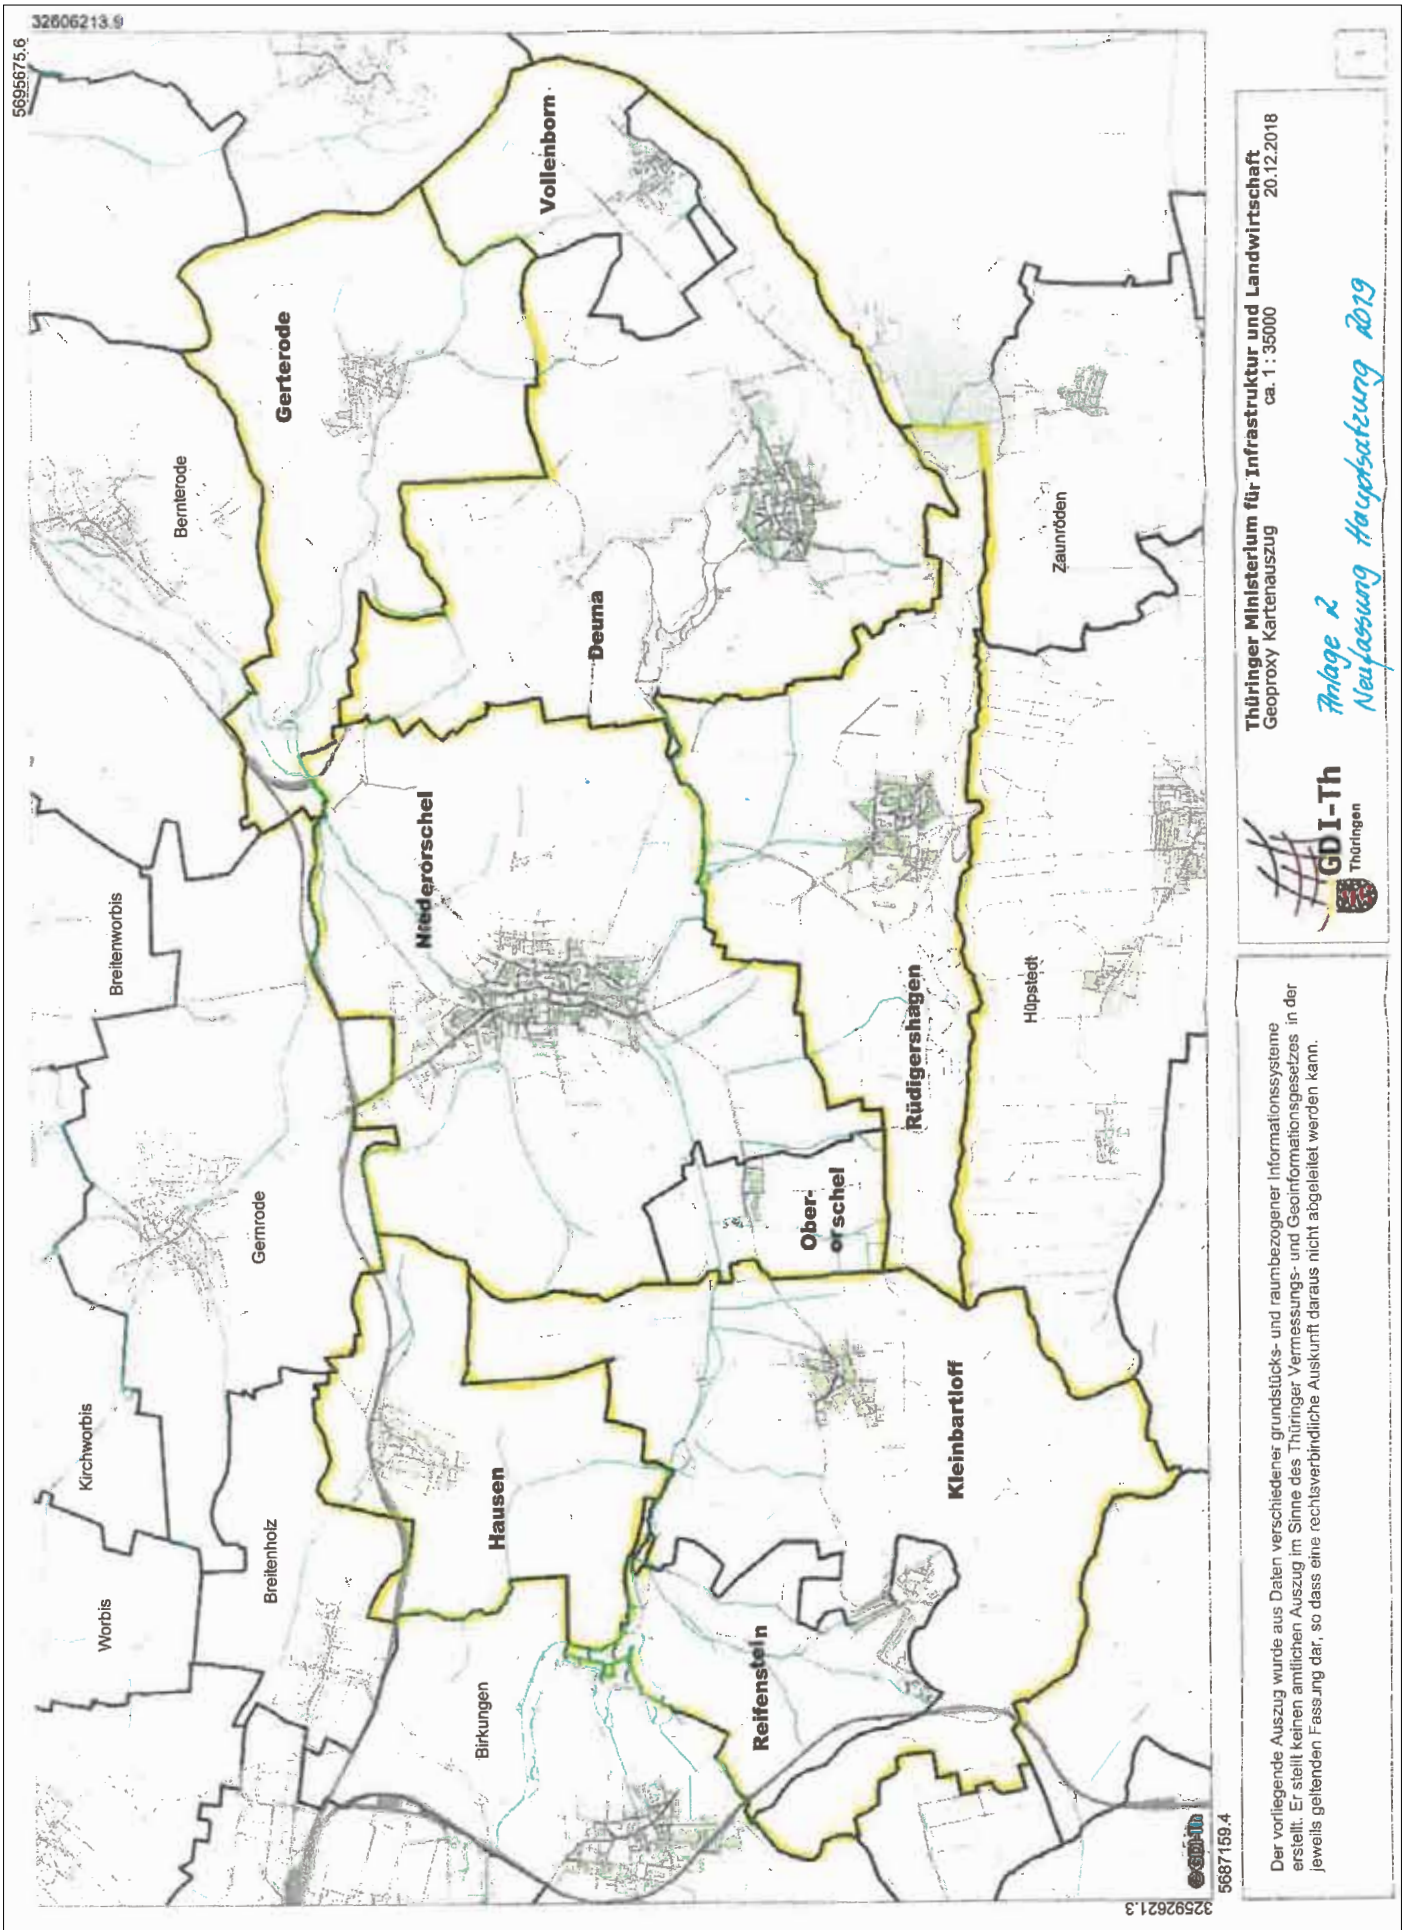 32606213.9
5695675.6
Vollenborn
Gerterode
Bernterode
Deuna
Zaunröden
Niederorschel
Breitenworbis
Rüdigershagen
Hüpstedt
Ober-
orschel
Gernrode
Kirchworbis
Hausen
Kleinbartloff
Breitenholz
Worbis
Birkungen
Reifenstein
©GDI-Th
5687159.4
32592621.3
Thüringer Ministerium für Infrastruktur und Landwirtschaft
Geoproxy Kartenauszug ca. 1 : 35000 20.12.2018
GDI-Th
Thüringen
Anlage 2
Neufassung Hauptsatzung 2019
Der vorliegende Auszug wurde aus Daten verschiedener grundstücks- und raumbezogener Informationssysteme
erstellt. Er stellt keinen amtlichen Auszug im Sinne des Thüringer Vermessungs- und Geoinformationsgesetzes in der
jeweils geltenden Fassung dar, so dass eine rechtsverbindliche Auskunft daraus nicht abgeleitet werden kann.